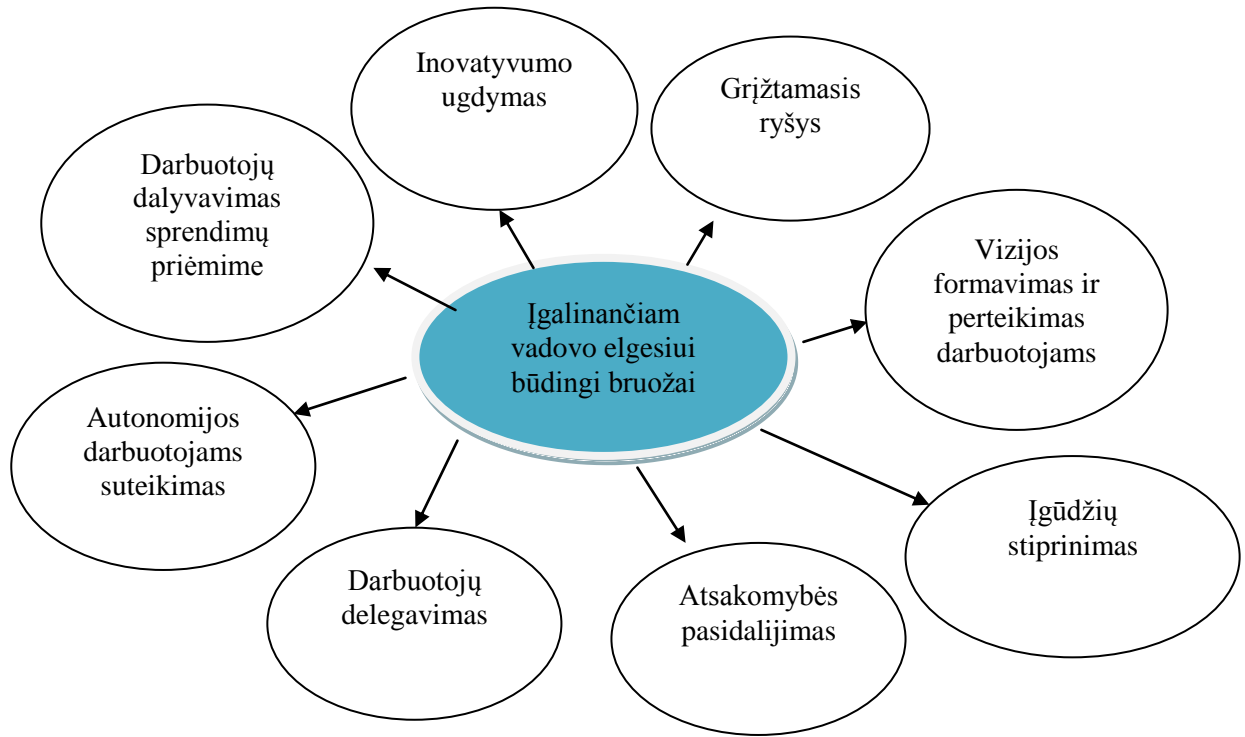 Inovatyvumo
ugdymas
Grįžtamasis
ryšys
Darbuotojų
dalyvavimas
sprendimų
priėmime
Vizijos
formavimas ir
perteikimas
darbuotojams
Įgalinančiam
vadovo elgesiui
būdingi bruožai
Autonomijos
darbuotojams
suteikimas
Įgūdžių
stiprinimas
Darbuotojų
delegavimas
Atsakomybės
pasidalijimas